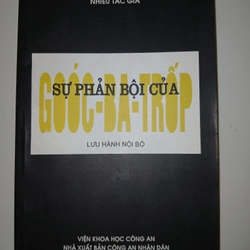 NHIỀU TÁC GIẢ
SỰ PHẢN BỘI CỦA
GOÓC-BA-TRỐP
LƯU HÀNH NỘI BỘ
VIỆN KHOA HỌC CÔNG AN
NHÀ XUẤT BẢN CÔNG AN NHÂN DÂN